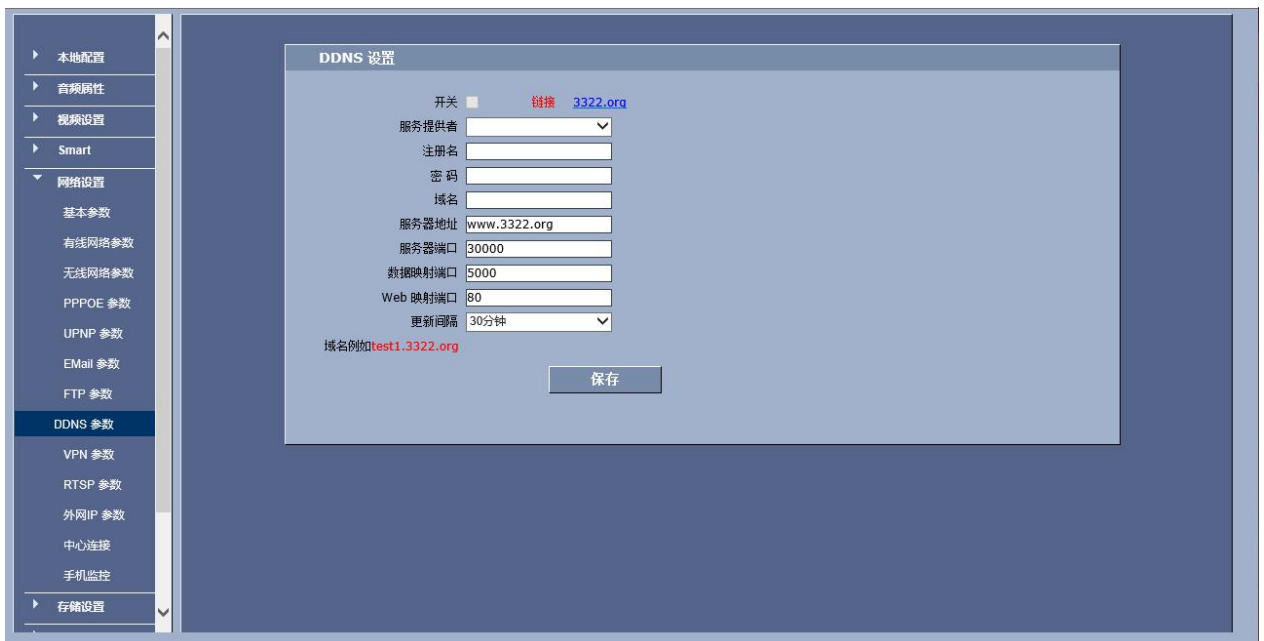 本地配置
音频属性
视频设置
Smart
网络设置
基本参数
有线网络参数
无线网络参数
PPPOE 参数
UPNP 参数
EMail 参数
FTP 参数
DDNS 参数
VPN 参数
RTSP 参数
外网IP 参数
中心连接
手机监控
存储设置
DDNS 设置
开关 链接 3322.org
服务提供者
注册名
密 码
域名
服务器地址 www.3322.org
服务器端口 30000
数据映射端口 5000
Web 映射端口 80
更新间隔 30分钟
域名例如test1.3322.org
保存